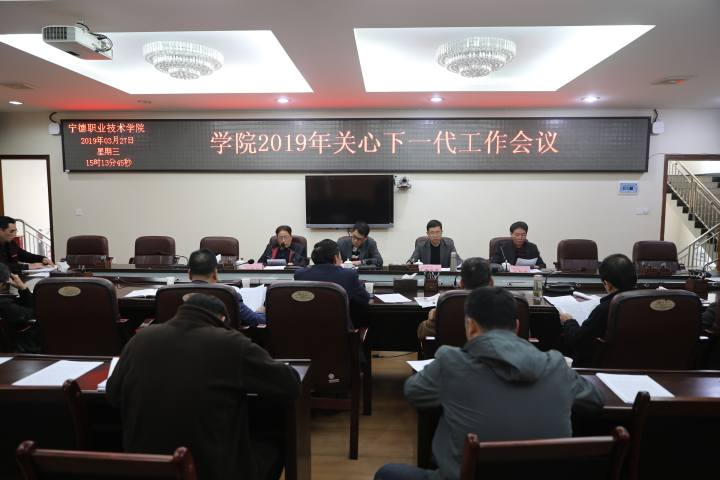 宁德职业技术学院
2019年03月27日
星期三
15时13分45秒
学院2019年关心下一代工作会议